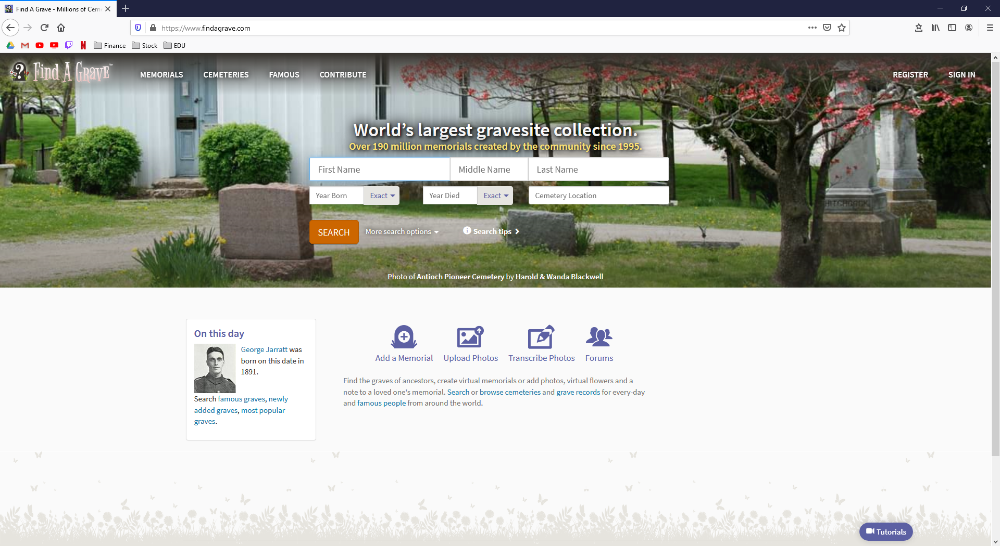 Find A Grave - Millions of Cem
https://www.findagrave.com
Finance Stock EDU
? Find A Grave™
MEMORIALS CEMETERIES FAMOUS CONTRIBUTE REGISTER SIGN IN
World’s largest gravesite collection.
Over 190 million memorials created by the community since 1995.
First Name Middle Name Last Name
Year Born Exact Year Died Exact Cemetery Location
HITCHCOCK
SEARCH More search options Search tips
Photo of Antioch Pioneer Cemetery by Harold & Wanda Blackwell
On this day
George Jarratt was
born on this date in
1891.
Search famous graves, newly
added graves, most popular
graves.
Add a Memorial Upload Photos Transcribe Photos Forums
Find the graves of ancestors, create virtual memorials or add photos, virtual flowers and a
note to a loved one's memorial. Search or browse cemeteries and grave records for every-day
and famous people from around the world.
Tutorials